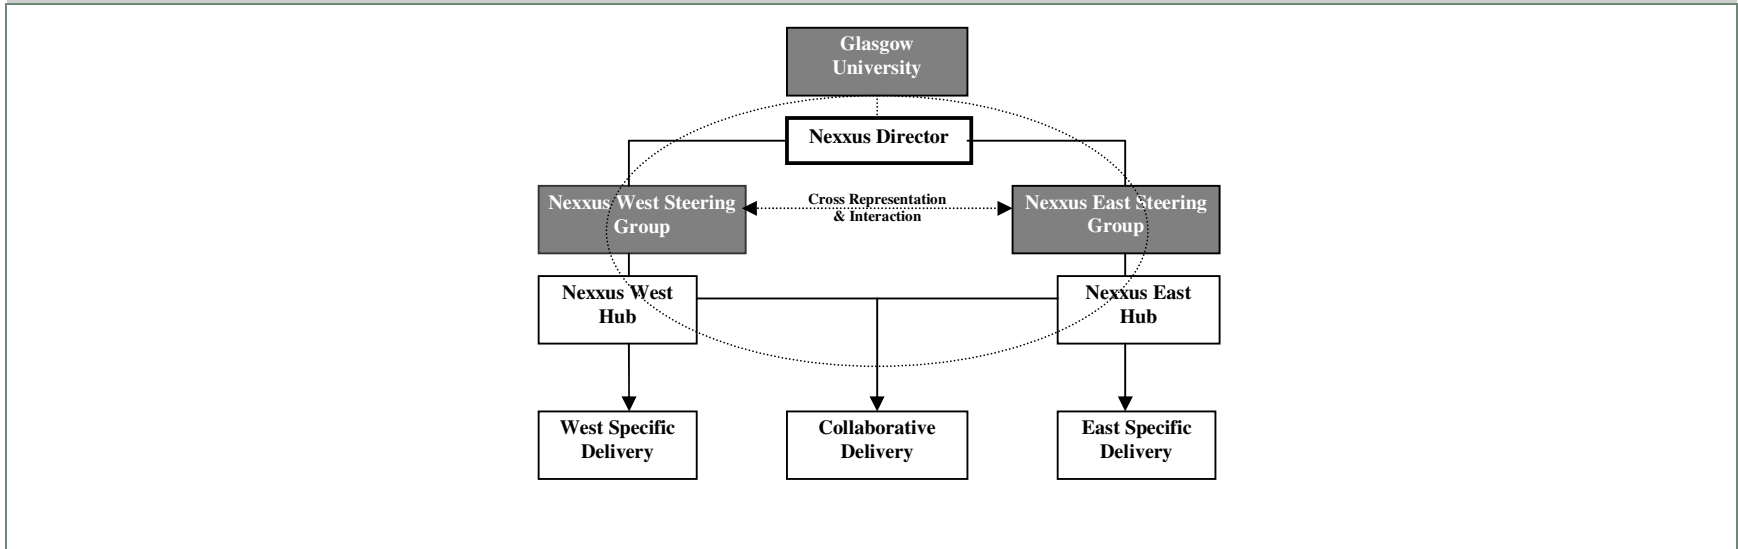 Glasgow
University
Nexxus Director
Nexxus West Steering
Group
Cross Representation
& Interaction
Nexxus East Steering
Group
Nexxus West
Hub
Nexxus East
Hub
West Specific
Delivery
Collaborative
Delivery
East Specific
Delivery